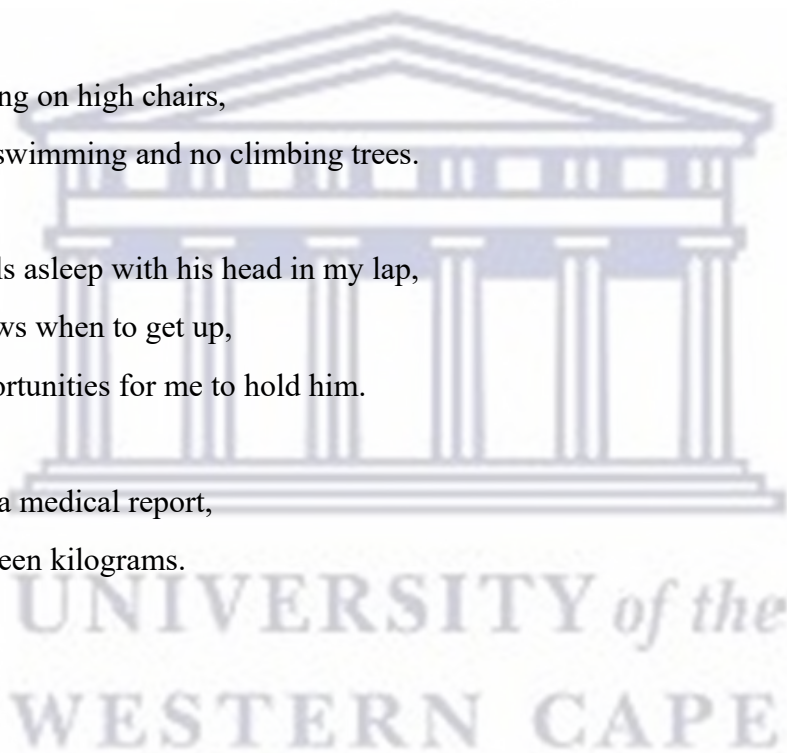 ng on high chairs,
swimming and no climbing trees.
ls asleep with his head in my lap,
ws when to get up,
ortunities for me to hold him.
a medical report,
een kilograms.
UNIVERSITY of the
WESTERN CAPE